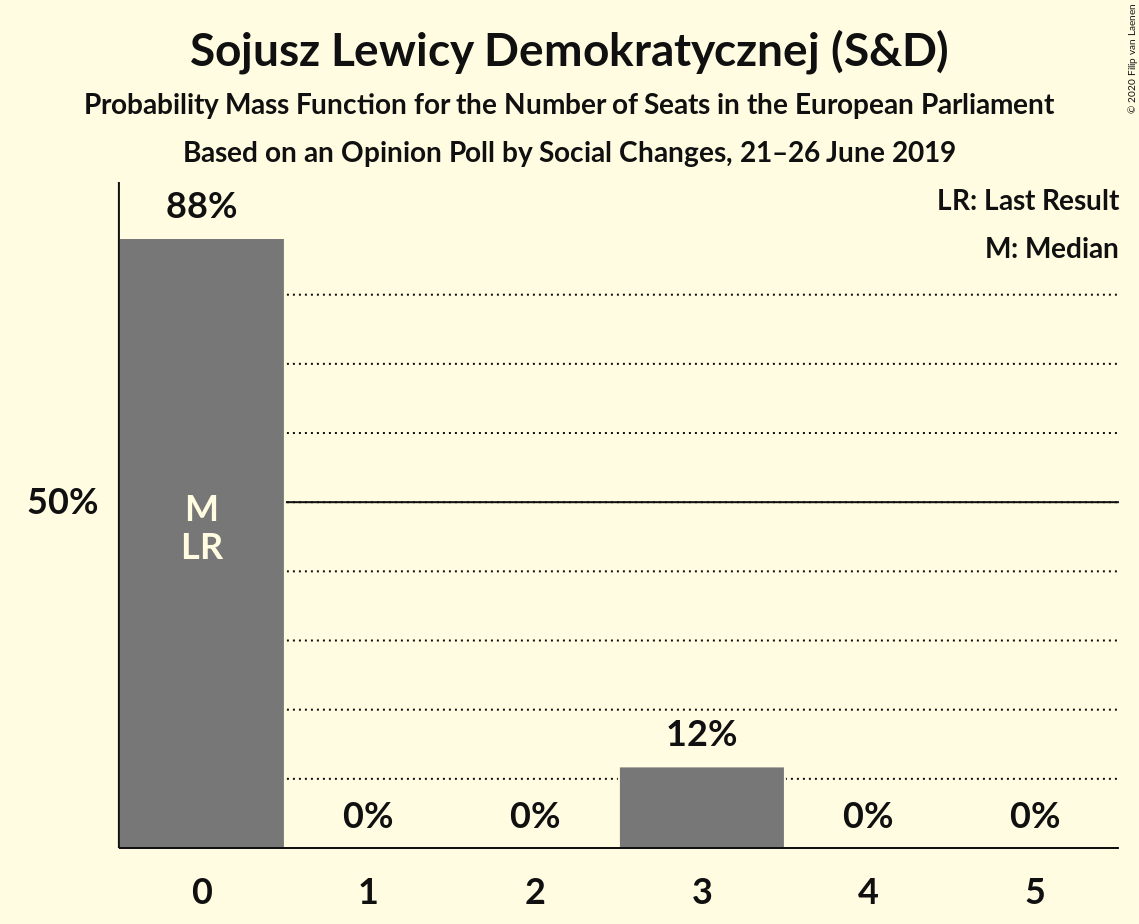 Sojusz Lewicy Demokratycznej (S&D)
Probability Mass Function for the Number of Seats in the European Parliament
Based on an Opinion Poll by Social Changes, 21–26 June 2019
© 2020 Filip van Laenen
LR: Last Result
M: Median
88%
50%
M
LR
12%
0%
0%
0%
0%
0
1
2
3
4
5